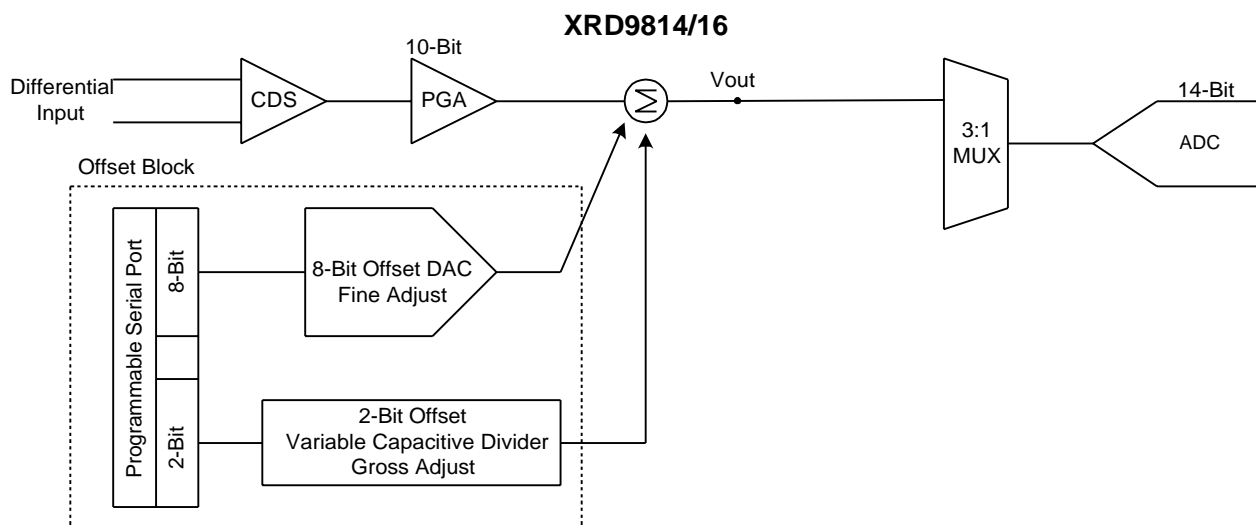 XRD9814/16
10-Bit
Differential
Input
CDS
PGA
Σ
Vout
3:1
MUX
14-Bit
ADC
Offset Block
Programmable Serial Port
8-Bit
2-Bit
8-Bit Offset DAC
Fine Adjust
2-Bit Offset
Variable Capacitive Divider
Gross Adjust